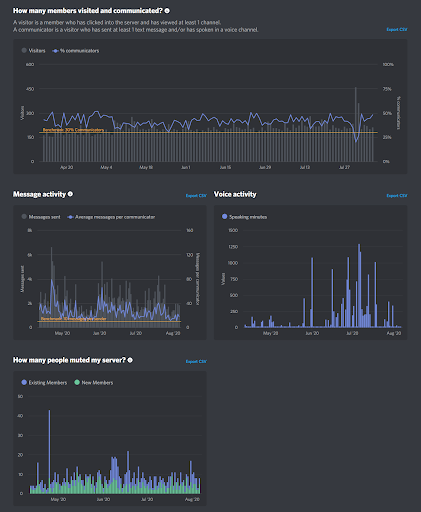 How many members visited and communicated?
A visitor is a member who has clicked into the server and has viewed at least 1 channel.
A communicator is a visitor who has sent at least 1 text message and/or has spoken in a voice channel.
Export CSV
Visitors
% communicators
600
450
300
150
0
Visitors
100%
75%
50%
25%
0%
% communicators
Benchmark: 30% Communicators
Apr 20
May 4
May 18
Jun 1
Jun 15
Jul 13
Jul 27
Message activity
Export CSV
Messages sent
Average messages per communicator
8k
6k
4k
2k
0
Messages sent
160
120
80
40
0
Messages per communicator
May '20
Jun '20
Jul '20
Aug '20
Voice activity
Export CSV
Speaking minutes
1500
1250
1000
750
500
250
0
Values
May '20
Jun '20
Jul '20
Aug '20
How many people muted my server?
Export CSV
Existing Members
New Members
50
40
30
20
10
0
May '20
Jun '20
Jul '20
Aug '20